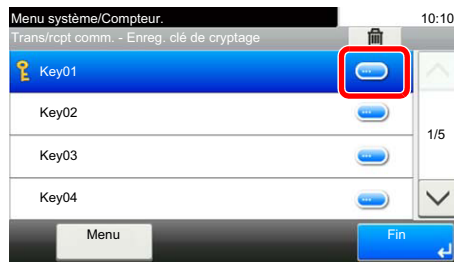 Menu système/Compteur.
10:10
Trans/rcpt comm. - Enreg. clé de cryptage
Key01
Key02
Key03
Key04
1/5
Menu
Fin